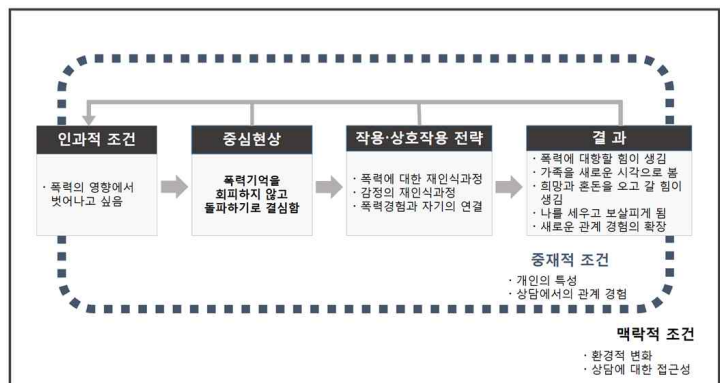 인과적 조건
· 폭력의 영향에서
벗어나고 싶음
중심현상
폭력기억을
회피하지 않고
돌파하기로 결심함
작용·상호작용 전략
· 폭력에 대한 재인식과정
· 감정의 재인식과정
· 폭력경험과 자기의 연결
결 과
· 폭력에 대항할 힘이 생김
· 가족을 새로운 시각으로 봄
· 희망과 혼돈을 오고 갈 힘이
생김
· 나를 세우고 보살피게 됨
· 새로운 관계 경험의 확장
중재적 조건
· 개인의 특성
· 상담에서의 관계 경험
맥락적 조건
· 환경적 변화
· 상담에 대한 접근성